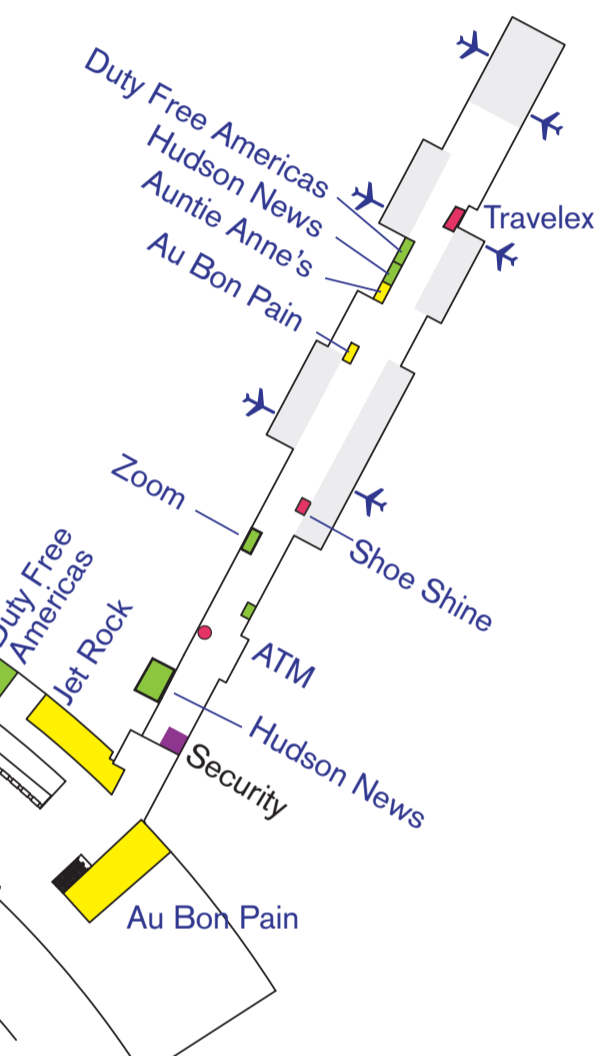 Duty Free Americas
Hudson News
Auntie Anne's
Au Bon Pain
Travelex
Zoom
Shoe Shine
Duty Free
Americas
Jet Rock
ATM
Hudson News
Security
Au Bon Pain